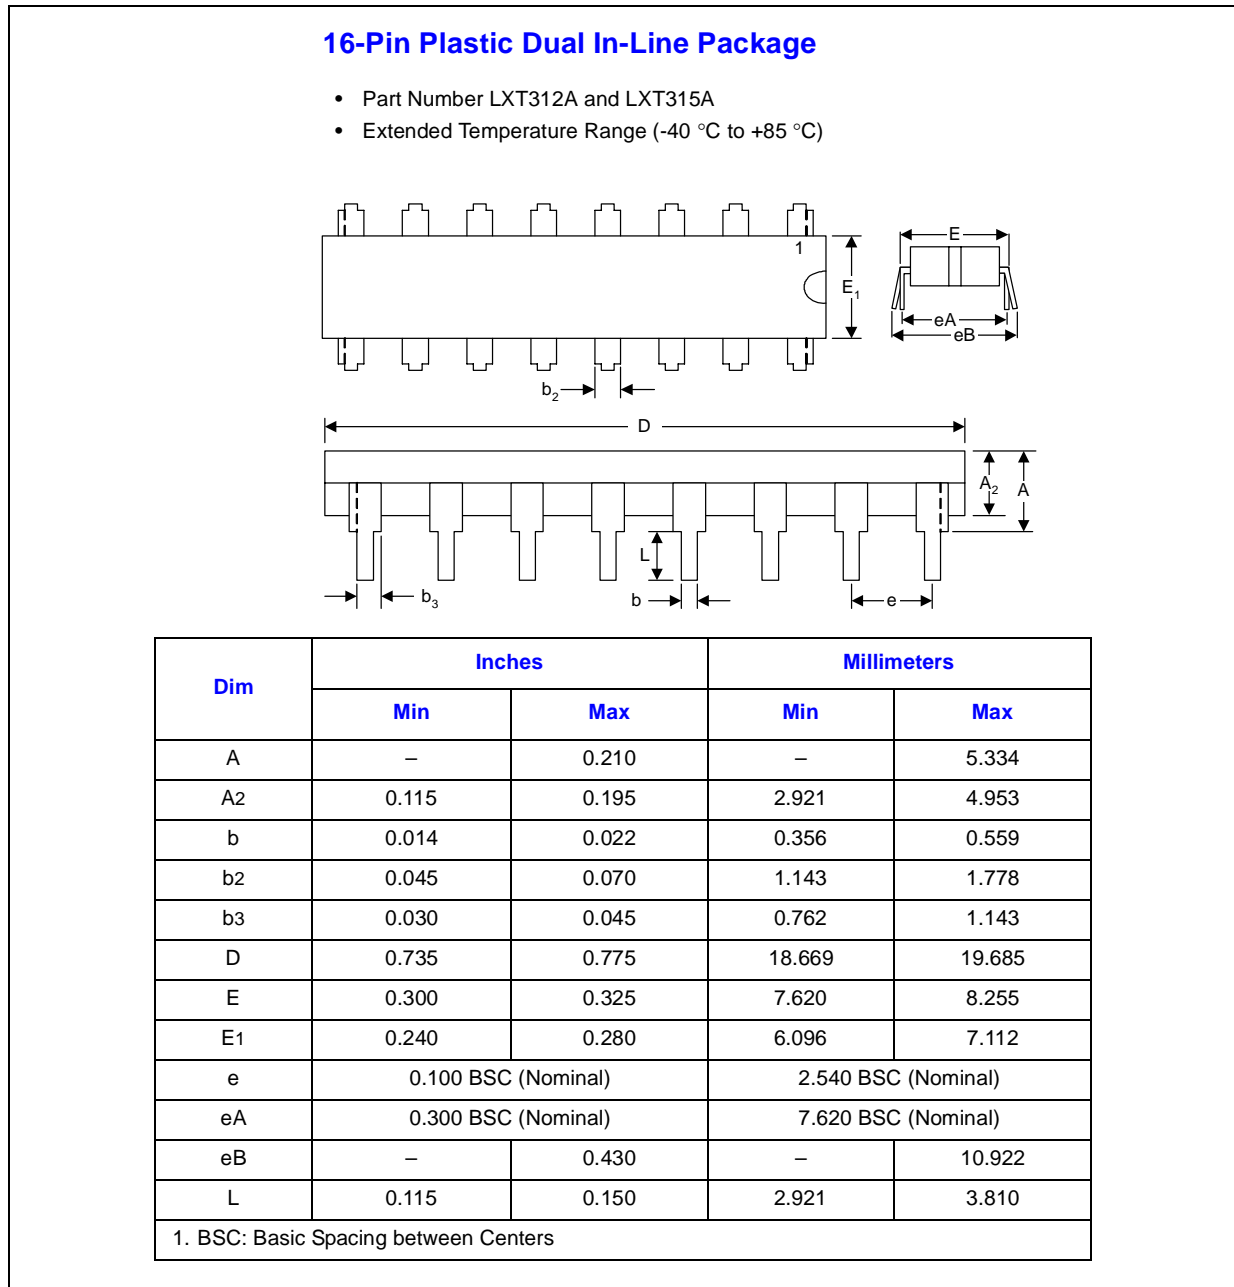 16-Pin Plastic Dual In-Line Package
• Part Number LXT312A and LXT315A
• Extended Temperature Range (-40 °C to +85 °C)
1
E1
E
eA
eB
b2
D
A2
A
L
b3
b
e
Dim Inches Millimeters
Min Max Min Max
A – 0.210 – 5.334
A2 0.115 0.195 2.921 4.953
b 0.014 0.022 0.356 0.559
b2 0.045 0.070 1.143 1.778
b3 0.030 0.045 0.762 1.143
D 0.735 0.775 18.669 19.685
E 0.300 0.325 7.620 8.255
E1 0.240 0.280 6.096 7.112
e 0.100 BSC (Nominal) 2.540 BSC (Nominal)
eA 0.300 BSC (Nominal) 7.620 BSC (Nominal)
eB – 0.430 – 10.922
L 0.115 0.150 2.921 3.810
1. BSC: Basic Spacing between Centers